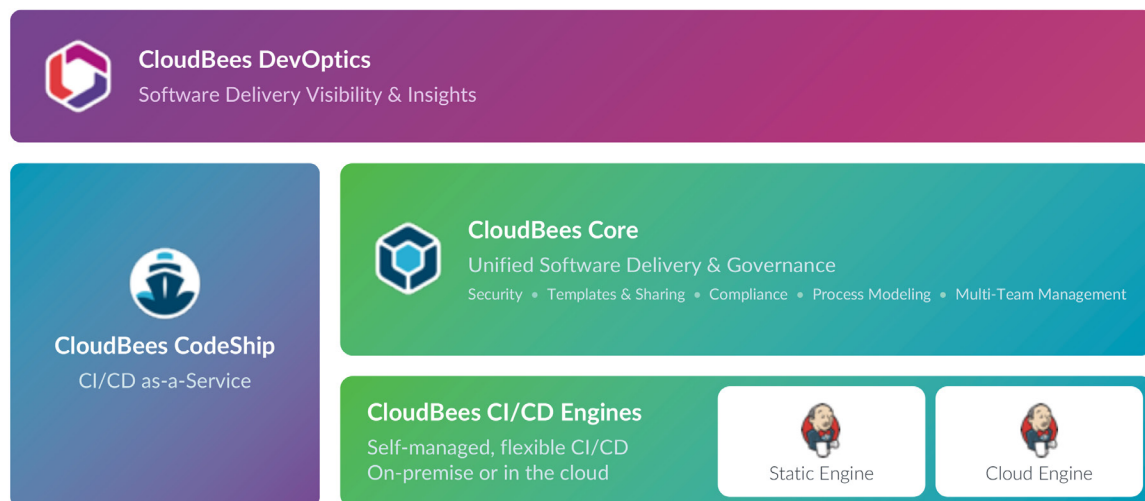 CloudBees DevOptics
Software Delivery Visibility & Insights
CloudBees CodeShip
CI/CD as-a-Service
CloudBees Core
Unified Software Delivery & Governance
Security • Templates & Sharing • Compliance • Process Modeling • Multi-Team Management
CloudBees CI/CD Engines
Self-managed, flexible CI/CD
On-premise or in the cloud
Static Engine
Cloud Engine